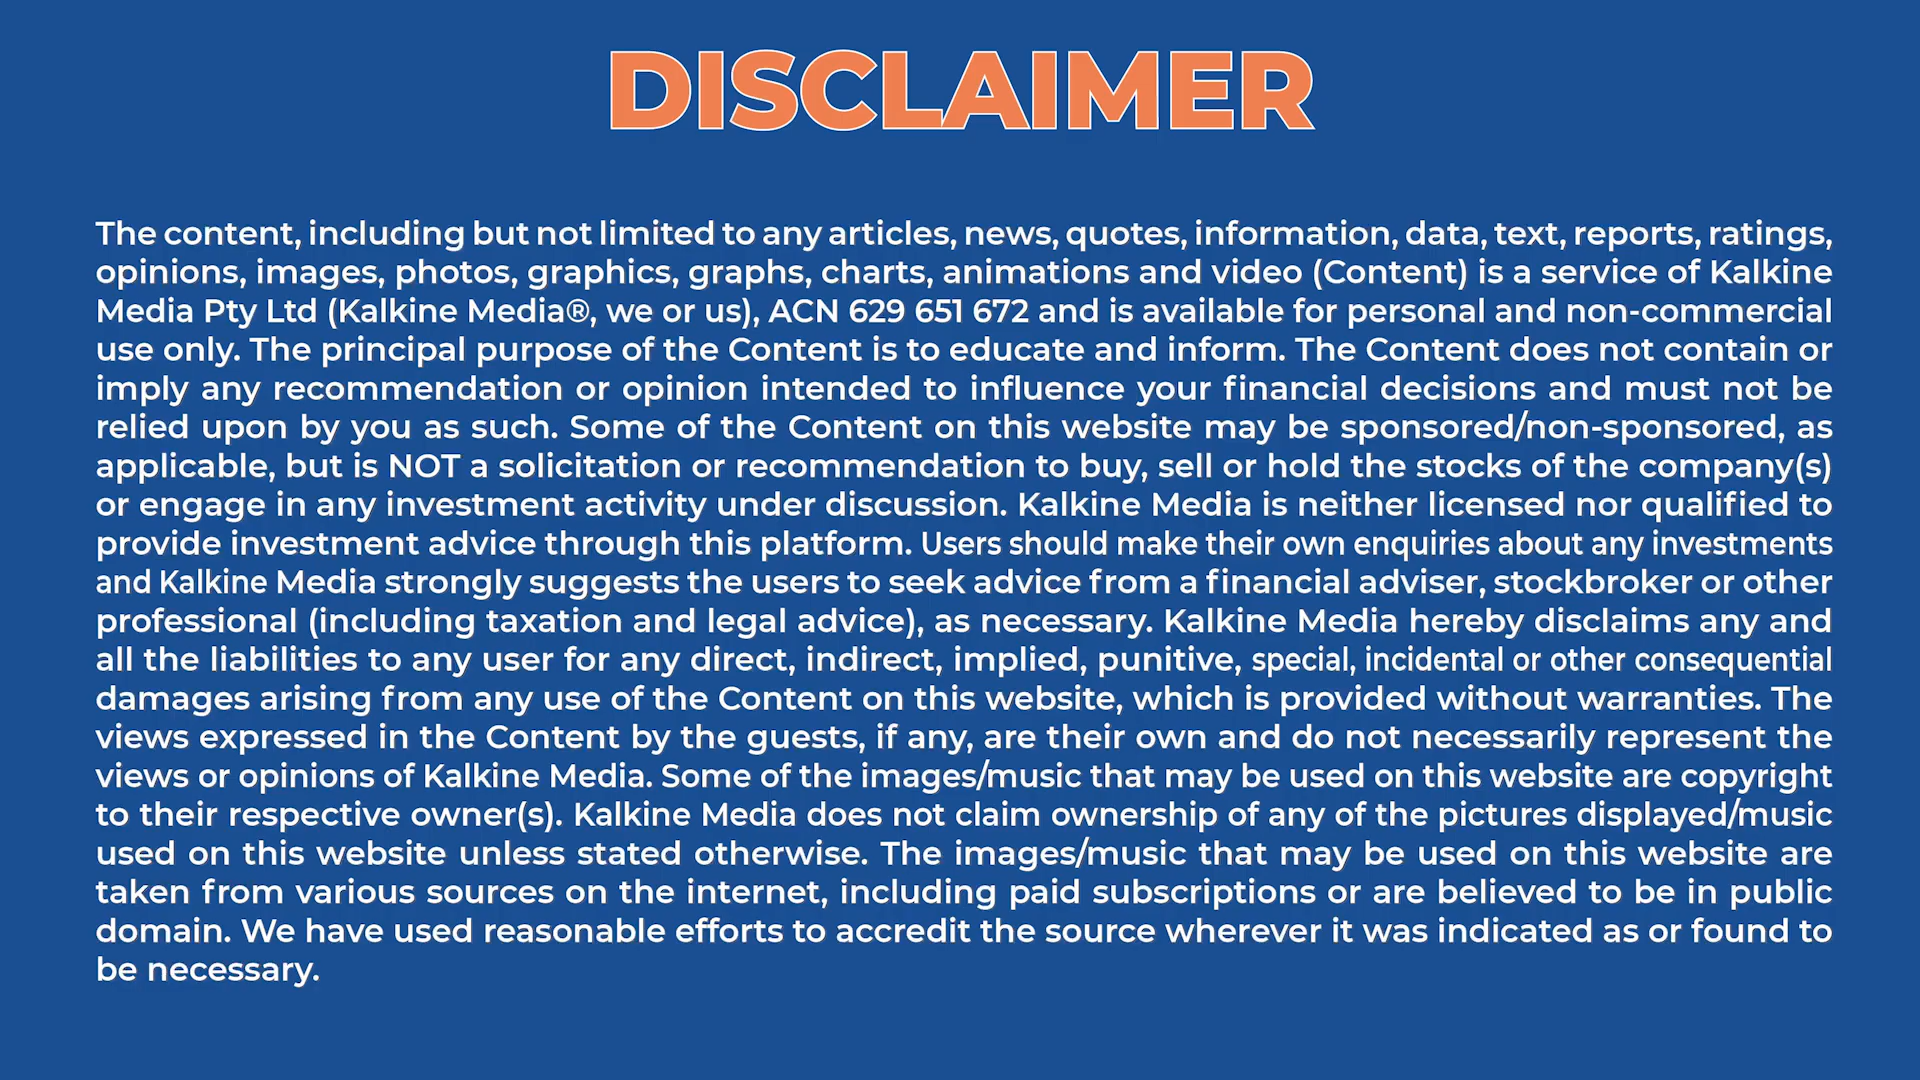 DISCLAIMER
The content, including but not limited to any articles, news, quotes, information, data, text, reports, ratings,
opinions, images, photos, graphics, graphs, charts, animations and video (Content) is a service of Kalkine
Media Pty Ltd (Kalkine Media®, we or us), ACN 629 651 672 and is available for personal and non-commercial
use only. The principal purpose of the Content is to educate and inform. The Content does not contain or
imply any recommendation or opinion intended to influence your financial decisions and must not be
relied upon by you as such. Some of the Content on this website may be sponsored/non-sponsored, as
applicable, but is NOT a solicitation or recommendation to buy, sell or hold the stocks of the company(s)
or engage in any investment activity under discussion. Kalkine Media is neither licensed nor qualified to
provide investment advice through this platform. Users should make their own enquiries about any investments
and Kalkine Media strongly suggests the users to seek advice from a financial adviser, stockbroker or other
professional (including taxation and legal advice), as necessary. Kalkine Media hereby disclaims any and
all the liabilities to any user for any direct, indirect, implied, punitive, special, incidental or other consequential
damages arising from any use of the Content on this website, which is provided without warranties. The
views expressed in the Content by the guests, if any, are their own and do not necessarily represent the
views or opinions of Kalkine Media. Some of the images/music that may be used on this website are copyright
to their respective owner(s). Kalkine Media does not claim ownership of any of the pictures displayed/music
used on this website unless stated otherwise. The images/music that may be used on this website are
taken from various sources on the internet, including paid subscriptions or are believed to be in public
domain. We have used reasonable efforts to accredit the source wherever it was indicated as or found to
be necessary.